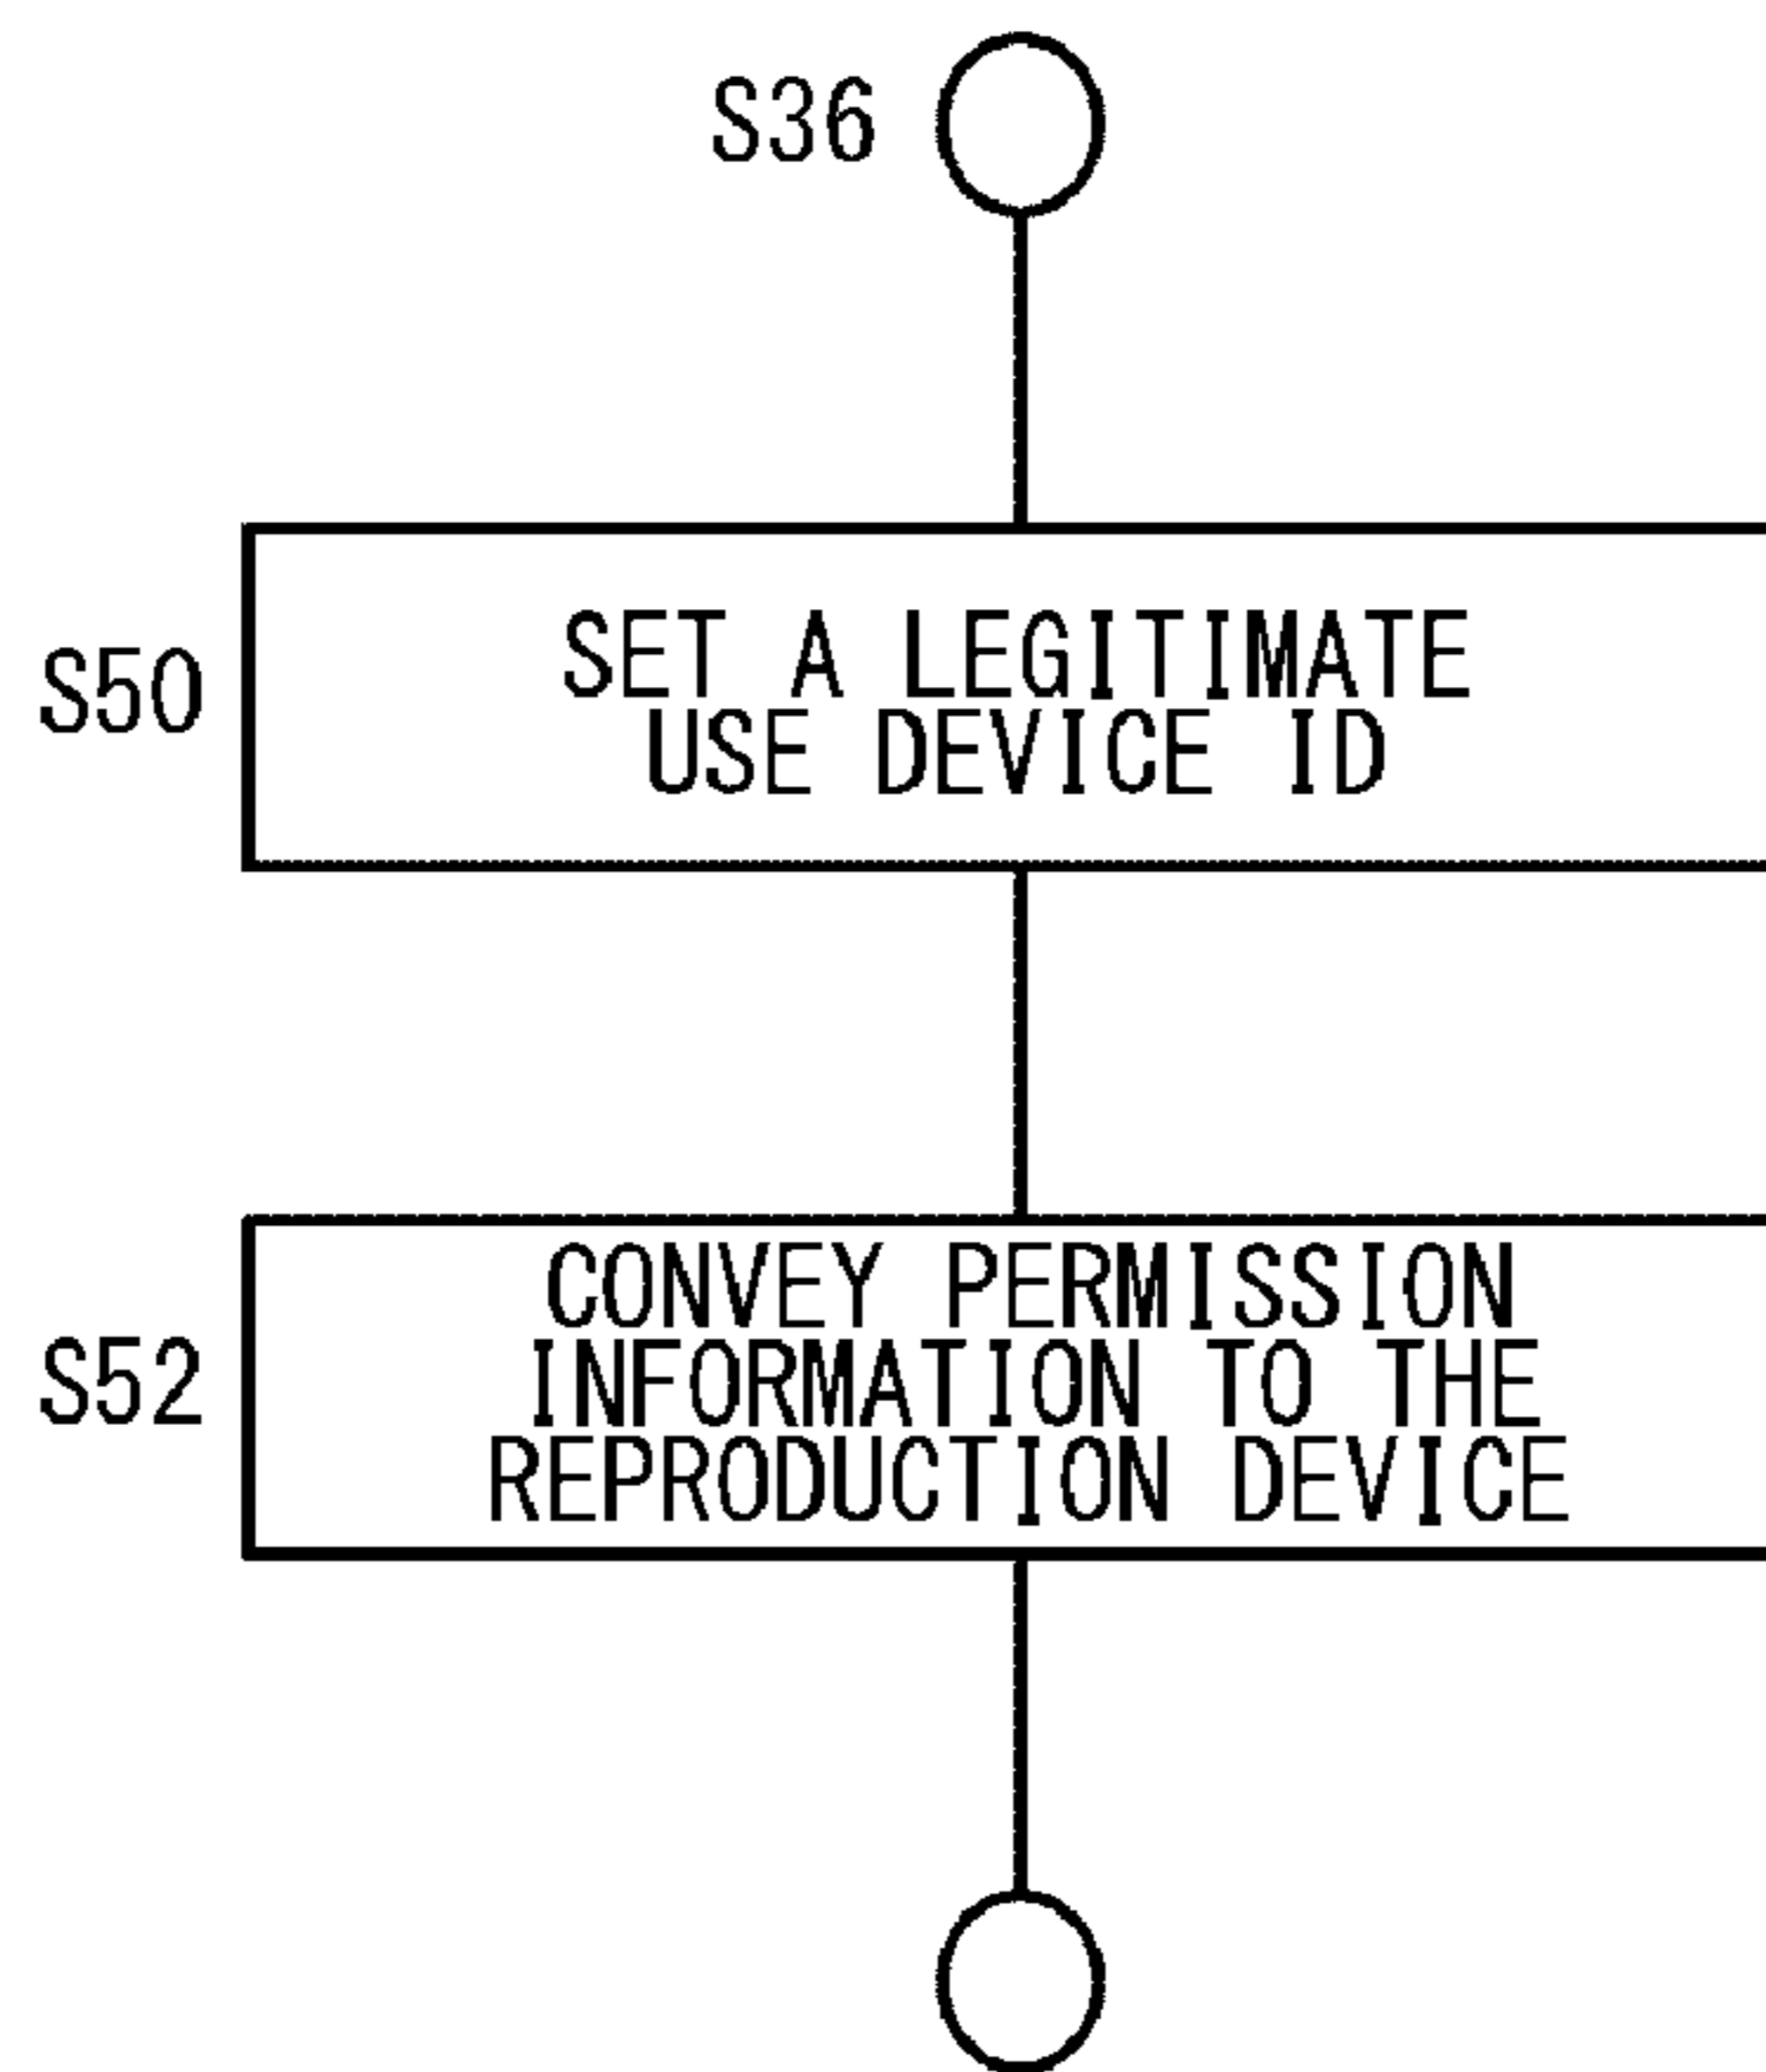 S36
S50
SET A LEGITIMATE
USE DEVICE ID
S52
CONVEY PERMISSION
INFORMATION TO THE
REPRODUCTION DEVICE